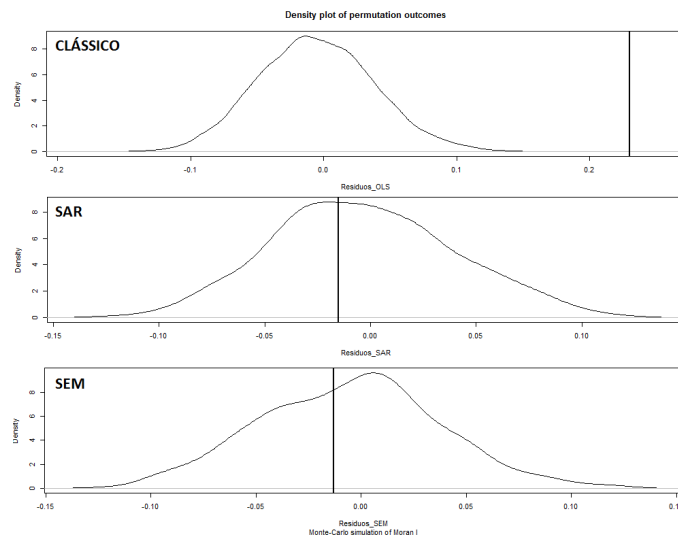 Density plot of permutation outcomes
CLÁSSICO
Density
0 2 4 6 8
-0.2 -0.1 0.0 0.1 0.2
Residuos_OLS
SAR
Density
0 2 4 6 8
-0.15 -0.10 -0.05 0.00 0.05 0.10
Residuos_SAR
SEM
Density
0 2 4 6 8
-0.15 -0.10 -0.05 0.00 0.05 0.10
Residuos_SEM
Monte-Carlo simulation of Moran I